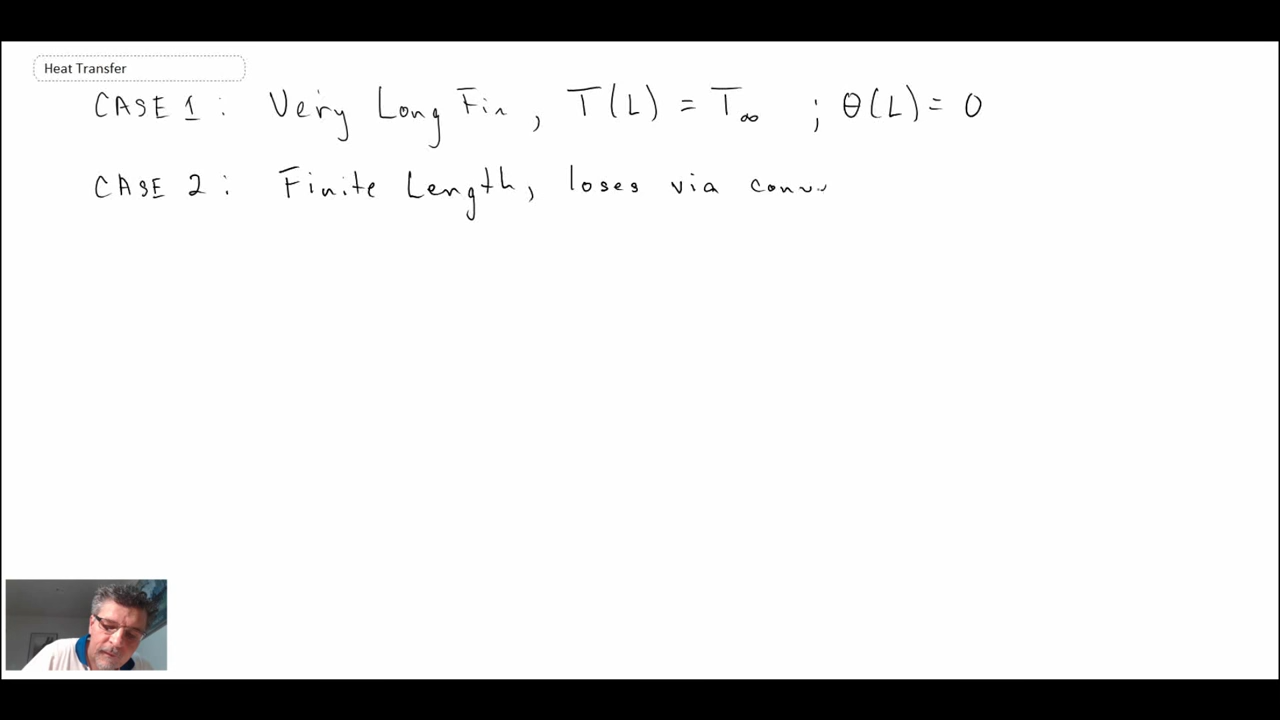 Heat Transfer
CASE 1 : Very Long Fin , T(L) = T∞ ; θ(L) = 0
CASE 2 : Finite Length, loses via conv